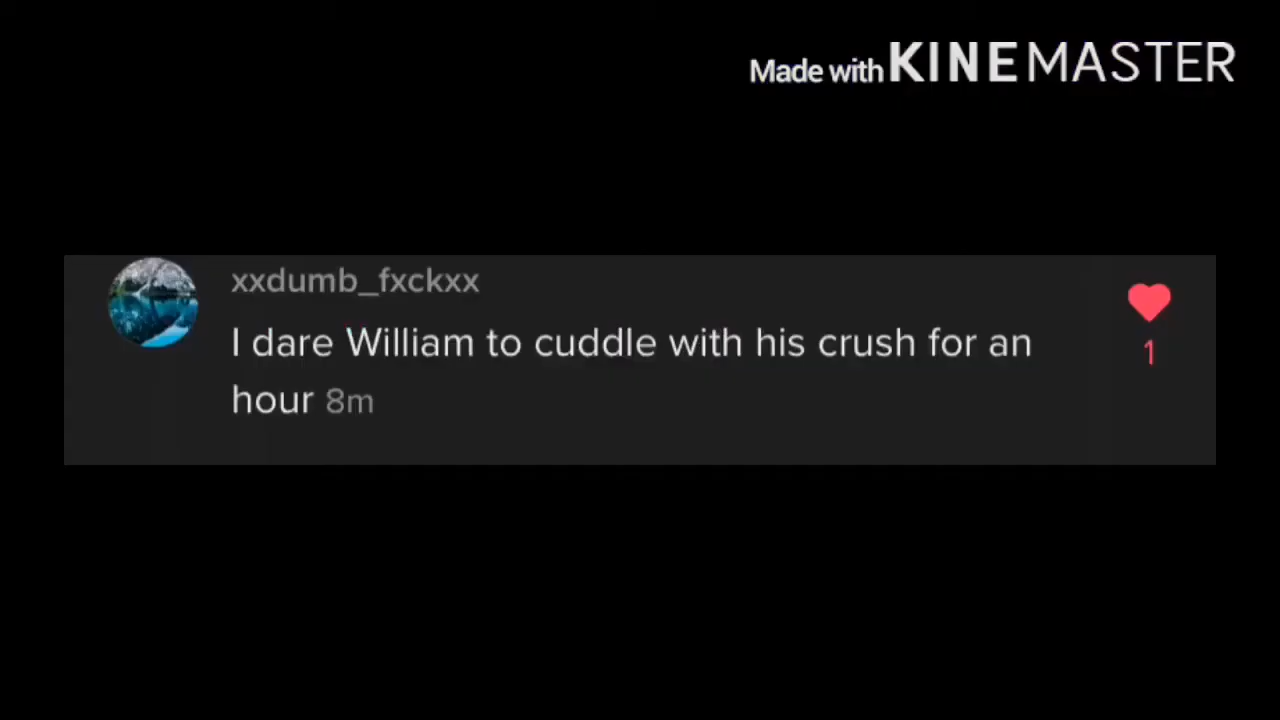 Made with KINEMASTER
xxdumb_fxckxx
I dare William to cuddle with his crush for an
hour 8m
1